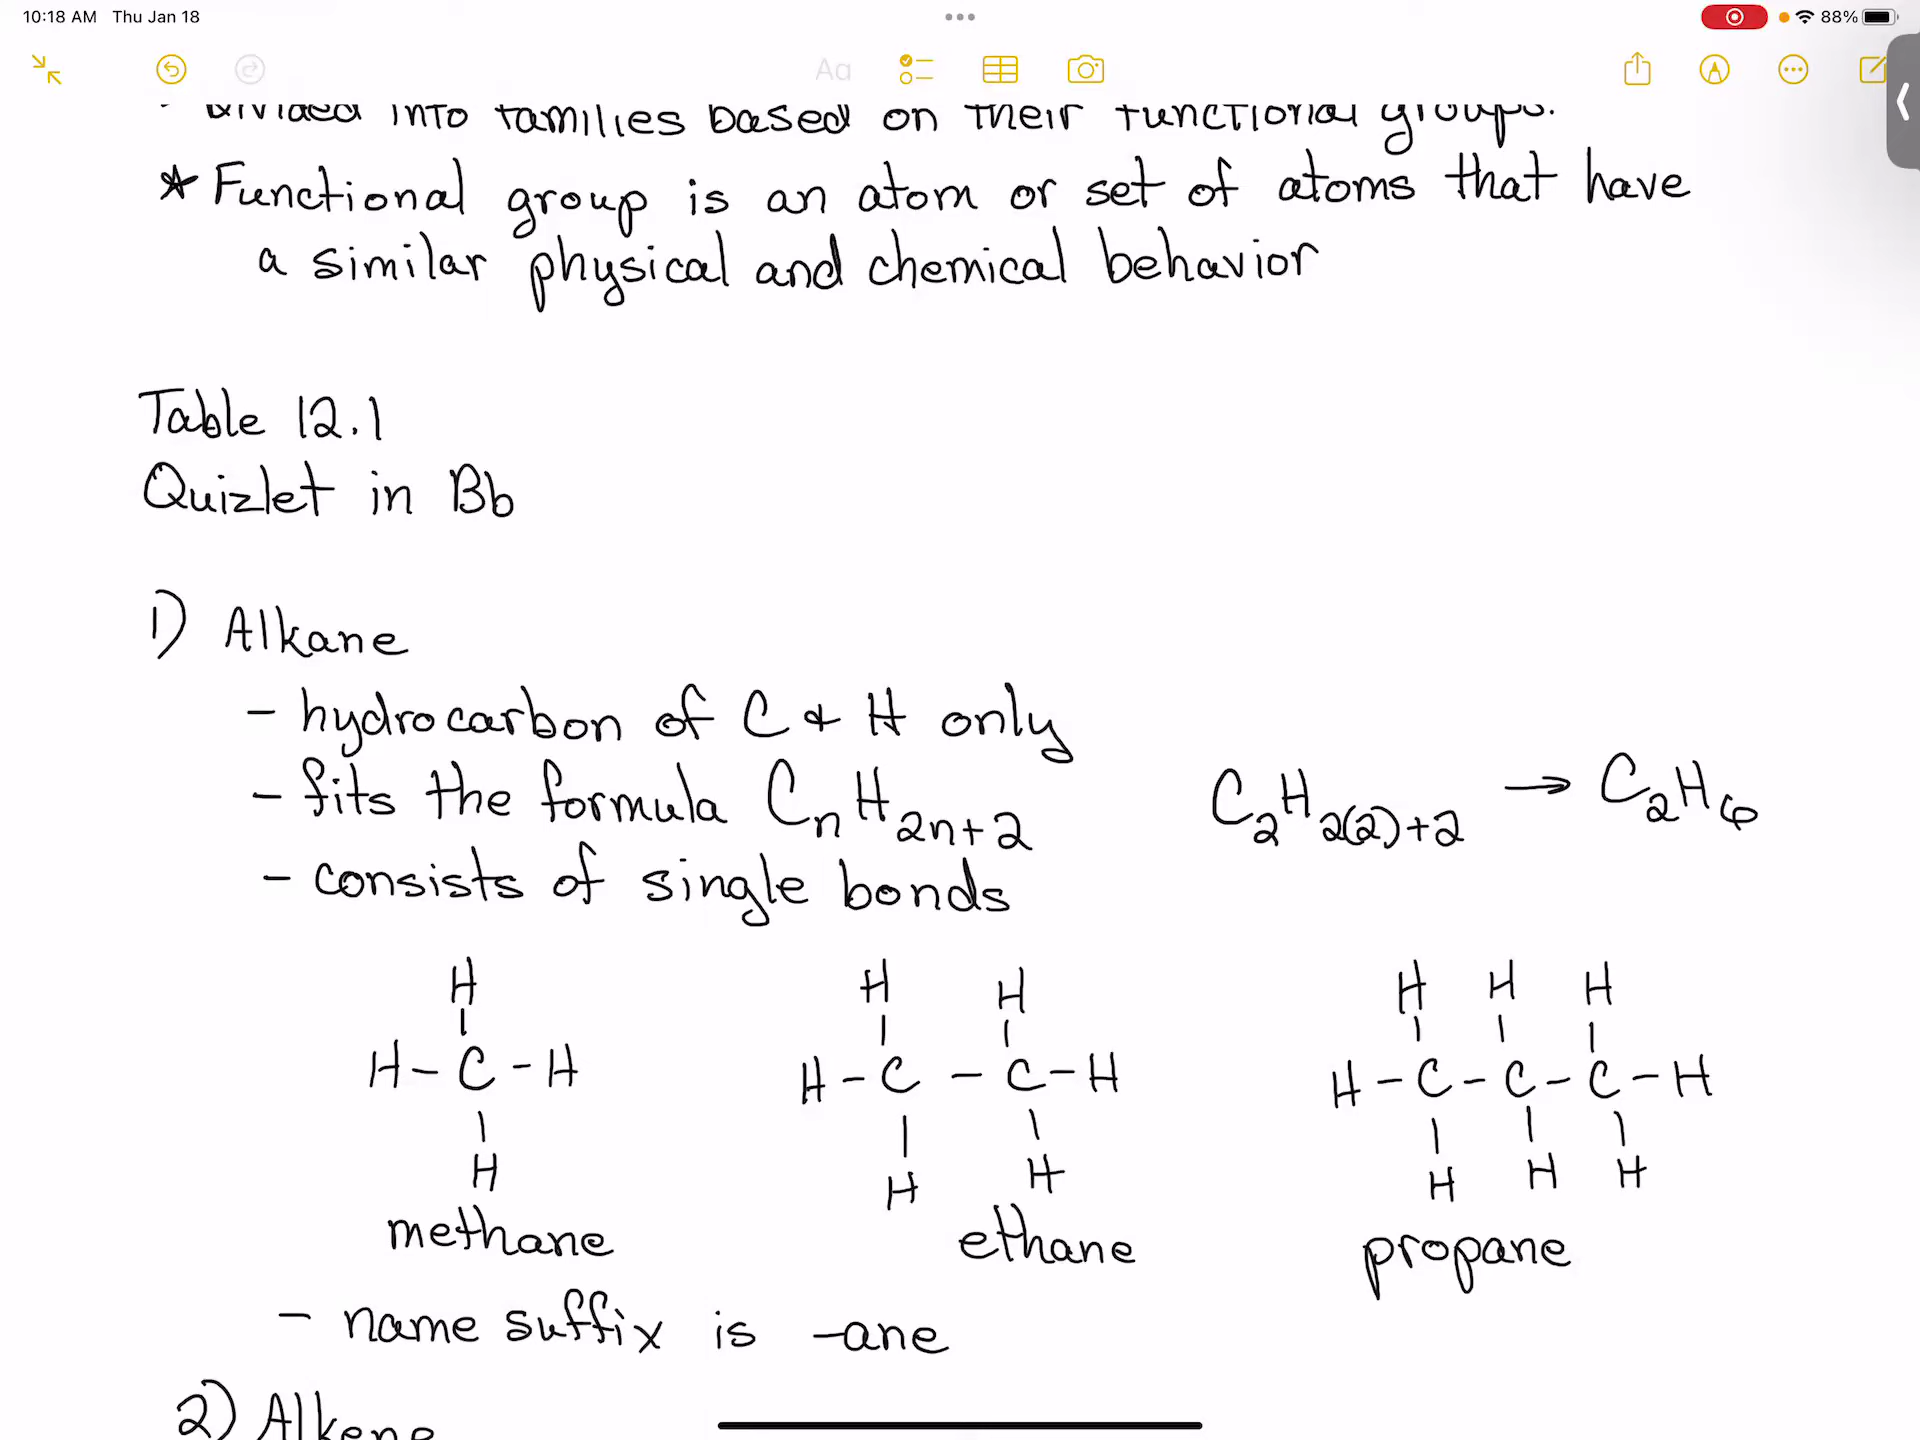 10:18 AM Thu Jan 18
88%
Aa
· Divided into families based on their functional groups.
* Functional group is an atom or set of atoms that have
a similar physical and chemical behavior
Table 12.1
Quizlet in Bb
1) Alkane
- hydrocarbon of C & H only
- fits the formula CnH2n+2 C2H2(2)+2 → C2H6
- consists of single bonds
H H H H H H
H-C-H H-C-C-H H-C-C-C-H
H H H H H H
methane ethane propane
- name suffix is -ane
2) Alkene